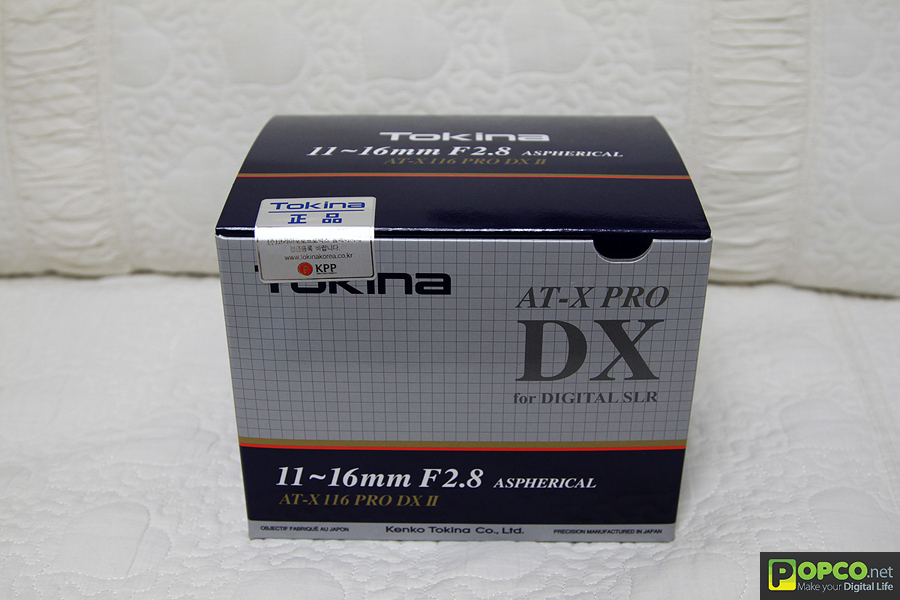 Tokina
11~16mm F2.8 ASPHERICAL
AT-X 116 PRO DX II
Tokina
正品
www.tokinakorea.co.kr
KPP
Tokina
AT-X PRO
DX
for DIGITAL SLR
11~16mm F2.8 ASPHERICAL
AT-X 116 PRO DX II
OBJECTIF FABRIQUÉ AU JAPON
Kenko Tokina Co., Ltd.
PRECISION MANUFACTURED IN JAPAN
POPCO.net
Make your Digital Life